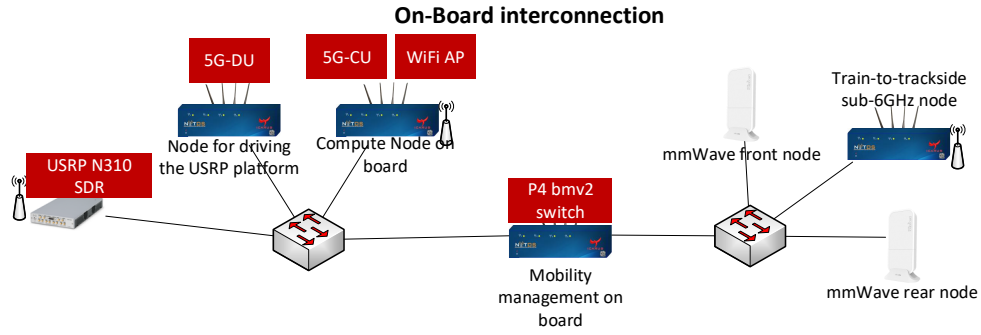 On-Board interconnection
5G-DU
5G-CU
WiFi AP
Train-to-trackside
sub-6GHz node
Node for driving
the USRP platform
Compute Node on
board
mmWave front node
USRP N310
SDR
P4 bmv2
switch
Mobility
management on
board
mmWave rear node